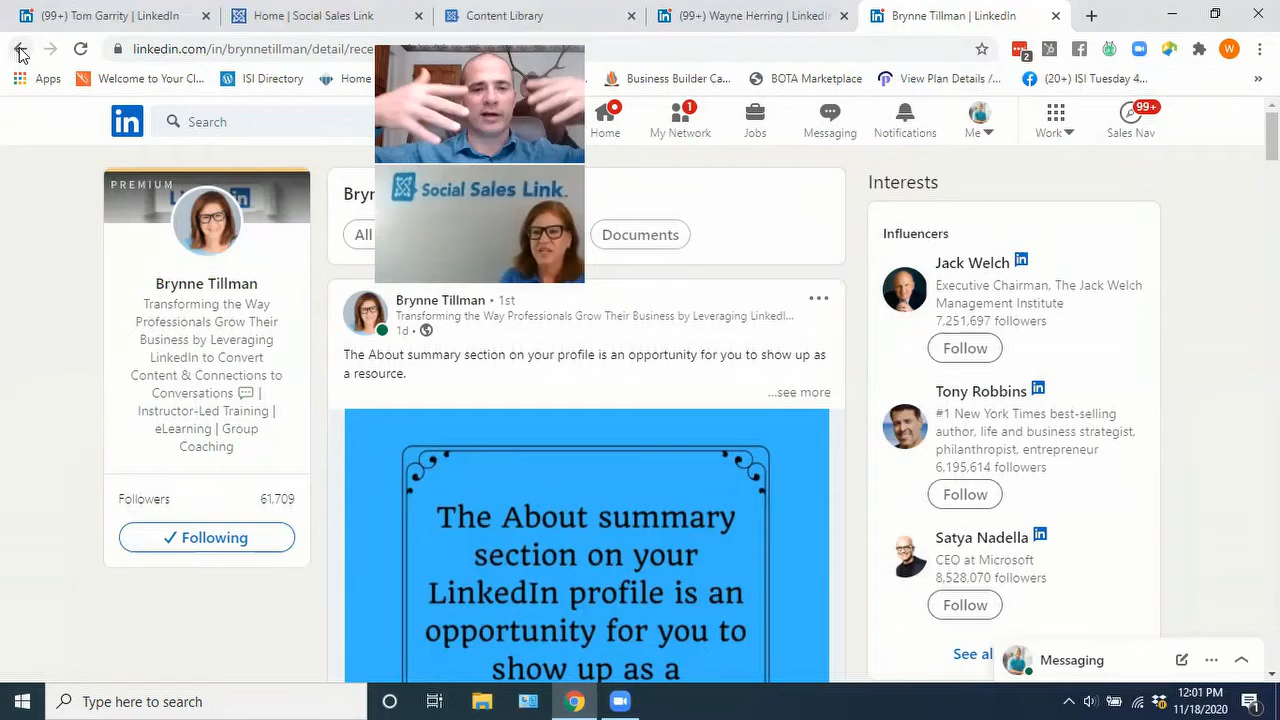 (99+) Tom Garrity | LinkedIn
Home | Social Sales Link
Content Library
(99+) Wayne Herring | LinkedIn
Brynne Tillman | LinkedIn
linkedin.com/in/brynnetillman/detail/rece
2
W
Apps
Welcome to Your Cl...
ISI Directory
Home
Business Builder Ca...
BOTA Marketplace
View Plan Details /...
(20+) ISI Tuesday 4...
»
in
Search
Home
1
My Network
Jobs
Messaging
Notifications
Me
Work
99+
Sales Nav
PREMIUM
Brynne Tillman
Transforming the Way
Professionals Grow Their
Business by Leveraging
LinkedIn to Convert
Content & Connections to
Conversations 💬 |
Instructor-Led Training |
eLearning | Group
Coaching
Followers 61,709
✓ Following
Social Sales Link
Bryn
All
Documents
Brynne Tillman • 1st
Transforming the Way Professionals Grow Their Business by Leveraging LinkedI...
1d •
The About summary section on your profile is an opportunity for you to show up as
a resource.
...see more
The About summary
section on your
LinkedIn profile is an
opportunity for you to
show up as a
Interests
Influencers
Jack Welch in
Executive Chairman, The Jack Welch
Management Institute
7,251,697 followers
Follow
Tony Robbins in
#1 New York Times best-selling
author, life and business strategist,
philanthropist, entrepreneur
6,195,614 followers
Follow
Satya Nadella in
CEO at Microsoft
8,528,070 followers
Follow
See al
Messaging
Type here to search
12:01 PM
11/18/2020
1